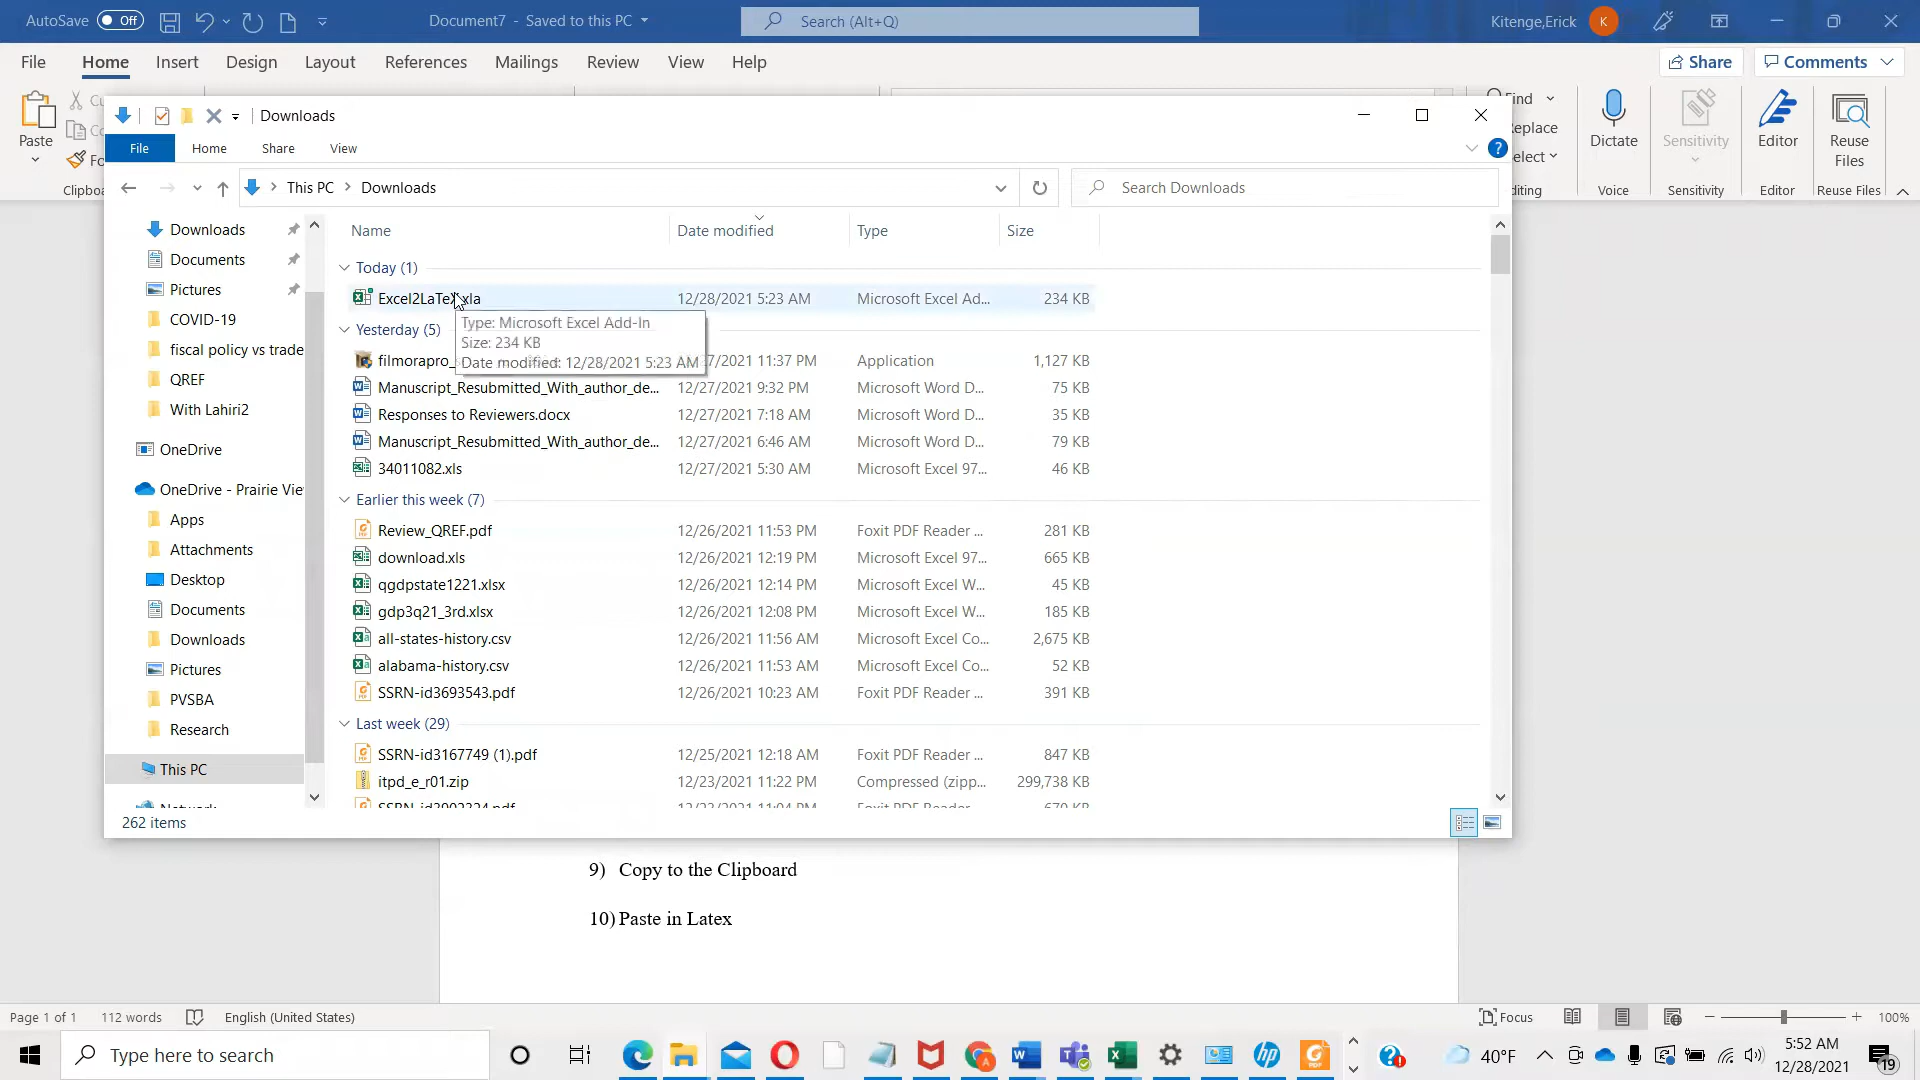 AutoSave Off Document7 - Saved to this PC Search (Alt+Q) Kitenge,Erick K
File Home Insert Design Layout References Mailings Review View Help Share Comments
Paste
Clipb
Find
Replace
Select
diting
Dictate
Voice
Sensitivity
Sensitivity
Editor
Editor
Reuse Files
Reuse Files
Downloads
File Home Share View
This PC Downloads Search Downloads
Name Date modified Type Size
Downloads
Documents
Pictures
COVID-19
fiscal policy vs trade
QREF
With Lahiri2
OneDrive
OneDrive - Prairie Vie
Apps
Attachments
Desktop
Documents
Downloads
Pictures
PVSBA
Research
This PC
Network
Today (1)
Excel2LaTeX.xla 12/28/2021 5:23 AM Microsoft Excel Ad... 234 KB
Type: Microsoft Excel Add-In
Size: 234 KB
Date modified: 12/28/2021 5:23 AM
Yesterday (5)
filmorapro_ 7/2021 11:37 PM Application 1,127 KB
Manuscript_Resubmitted_With_author_de... 12/27/2021 9:32 PM Microsoft Word D... 75 KB
Responses to Reviewers.docx 12/27/2021 7:18 AM Microsoft Word D... 35 KB
Manuscript_Resubmitted_With_author_de... 12/27/2021 6:46 AM Microsoft Word D... 79 KB
34011082.xls 12/27/2021 5:30 AM Microsoft Excel 97... 46 KB
Earlier this week (7)
Review_QREF.pdf 12/26/2021 11:53 PM Foxit PDF Reader ... 281 KB
download.xls 12/26/2021 12:19 PM Microsoft Excel 97... 665 KB
qgdpstate1221.xlsx 12/26/2021 12:14 PM Microsoft Excel W... 45 KB
gdp3q21_3rd.xlsx 12/26/2021 12:08 PM Microsoft Excel W... 185 KB
all-states-history.csv 12/26/2021 11:56 AM Microsoft Excel Co... 2,675 KB
alabama-history.csv 12/26/2021 11:53 AM Microsoft Excel Co... 52 KB
SSRN-id3693543.pdf 12/26/2021 10:23 AM Foxit PDF Reader ... 391 KB
Last week (29)
SSRN-id3167749 (1).pdf 12/25/2021 12:18 AM Foxit PDF Reader ... 847 KB
itpd_e_r01.zip 12/23/2021 11:22 PM Compressed (zipp... 299,738 KB
262 items
9) Copy to the Clipboard
10) Paste in Latex
Page 1 of 1 112 words English (United States) Focus 100%
Type here to search 40°F 5:52 AM
12/28/2021 19